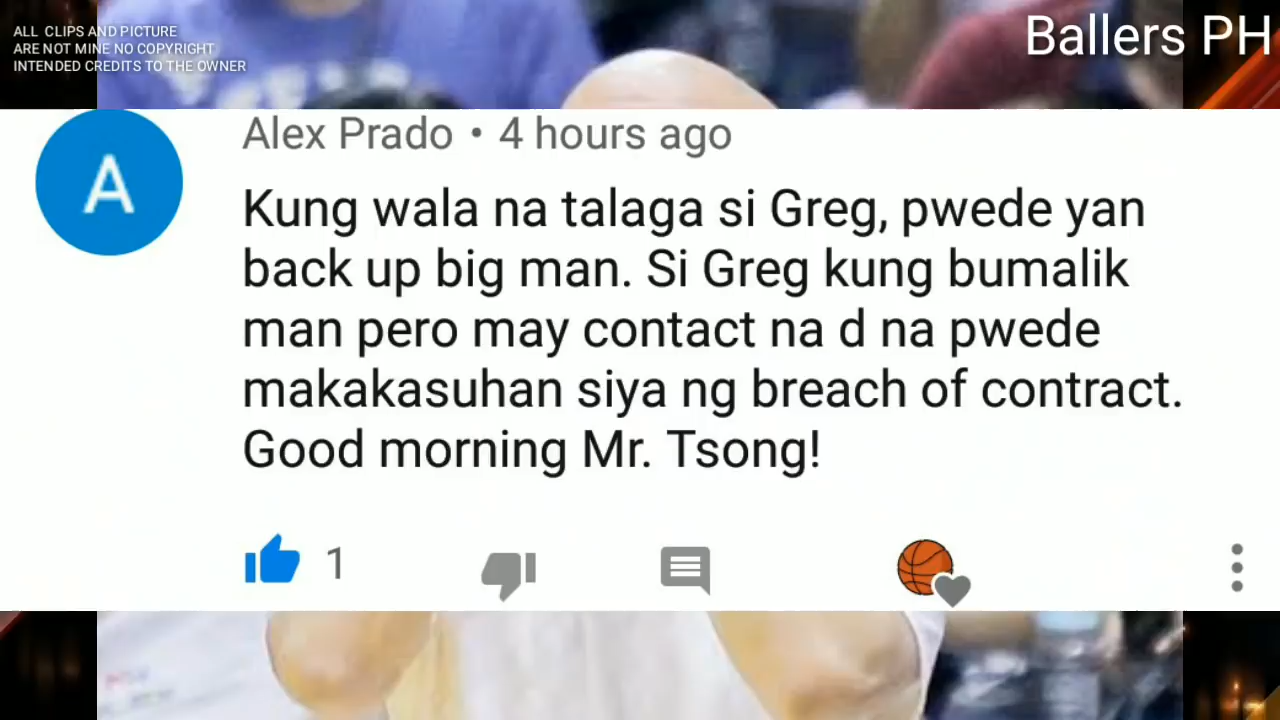 ALL CLIPS AND PICTURE
ARE NOT MINE NO COPYRIGHT
INTENDED CREDITS TO THE OWNER
Ballers PH
A
Alex Prado • 4 hours ago
Kung wala na talaga si Greg, pwede yan
back up big man. Si Greg kung bumalik
man pero may contact na d na pwede
makakasuhan siya ng breach of contract.
Good morning Mr. Tsong!
1